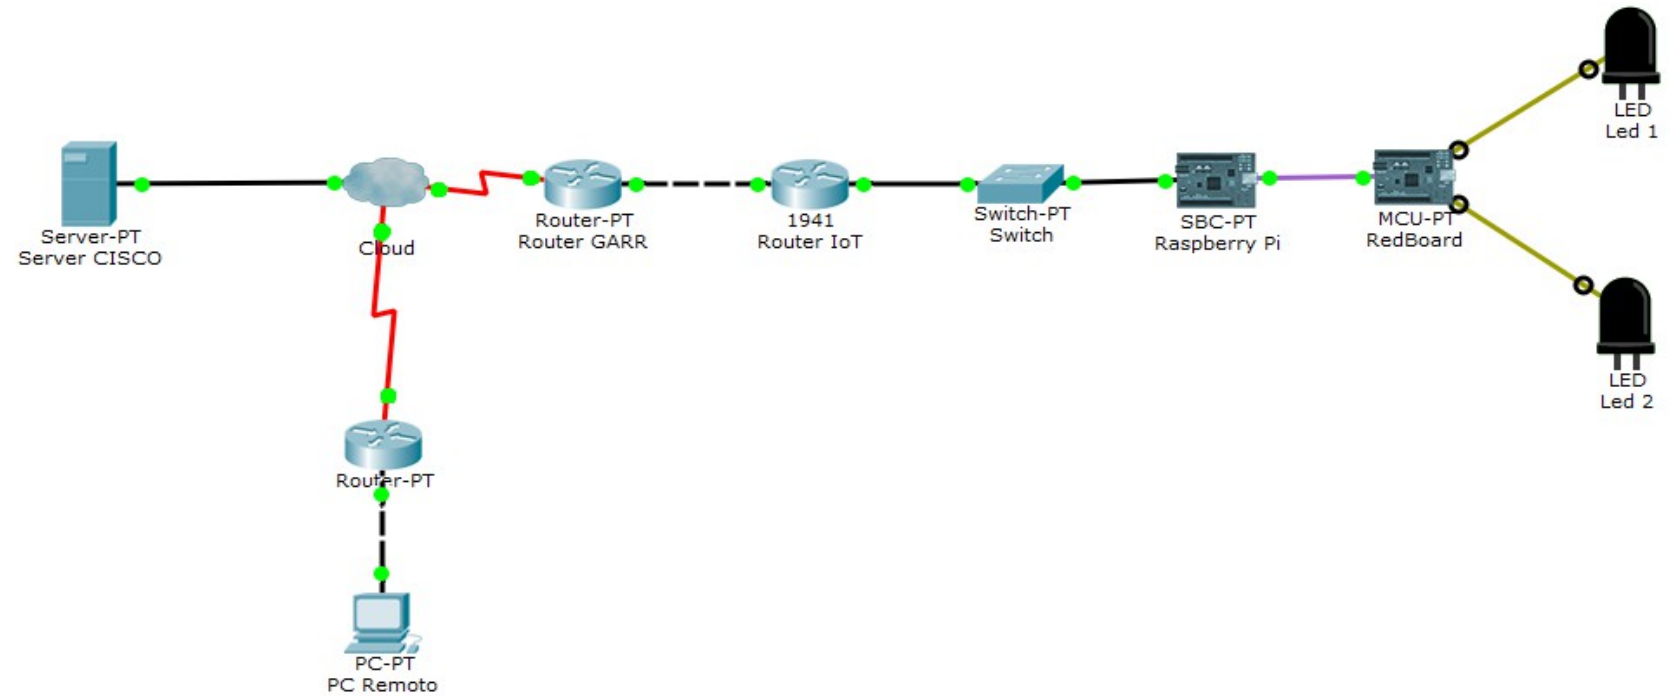 LED
Led 1
Server-PT
Server CISCO
Cloud
Router-PT
Router GARR
1941
Router IoT
Switch-PT
Switch
SBC-PT
Raspberry Pi
MCU-PT
RedBoard
LED
Led 2
Router-PT
PC-PT
PC Remoto